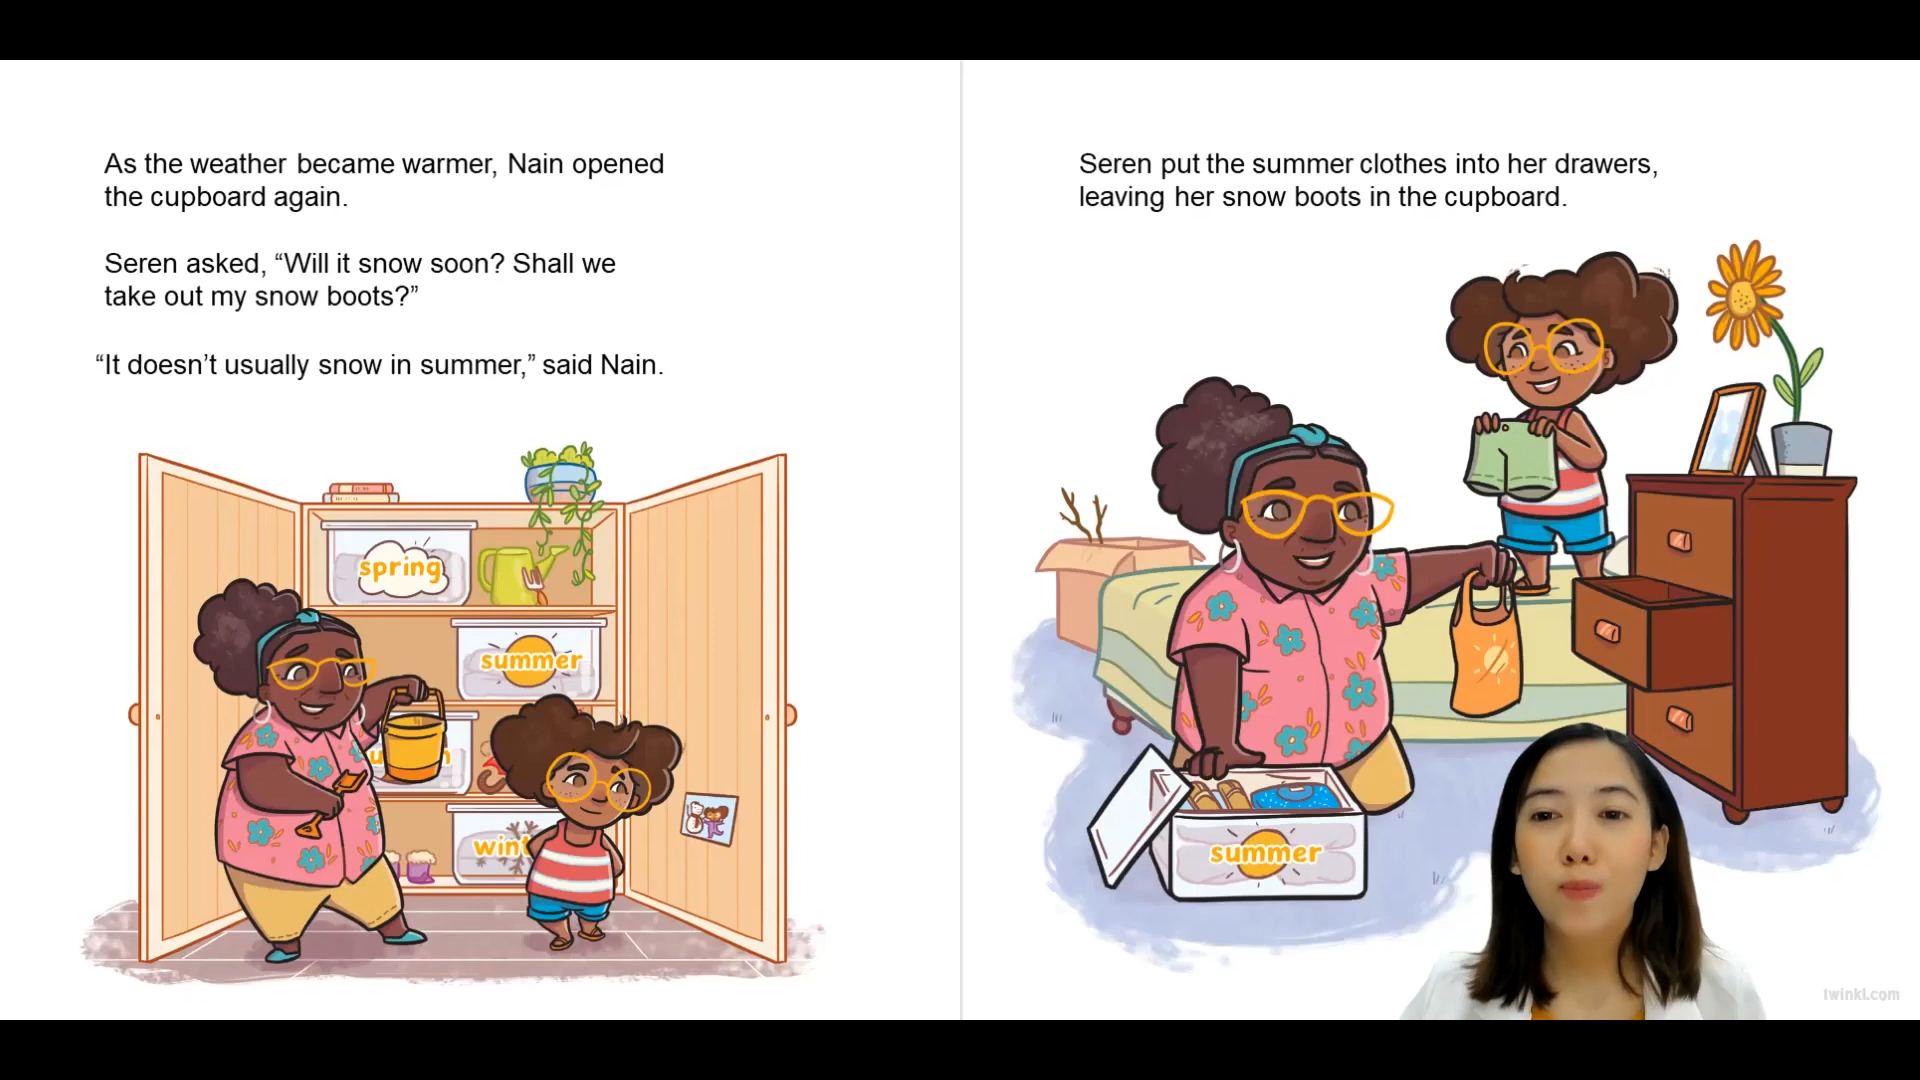 As the weather became warmer, Nain opened
the cupboard again.
Seren asked, “Will it snow soon? Shall we
take out my snow boots?”
“It doesn’t usually snow in summer,” said Nain.
spring
summer
Seren put the summer clothes into her drawers,
leaving her snow boots in the cupboard.
summer
twinkl.com